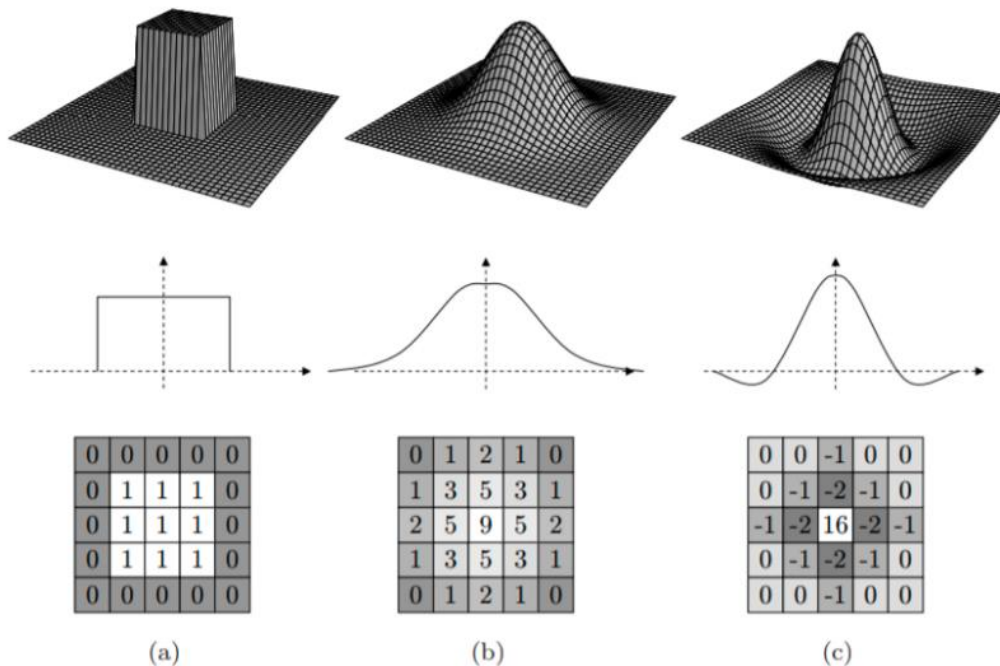 0 0 0 0 0
0 1 1 1 0
0 1 1 1 0
0 1 1 1 0
0 0 0 0 0
(a)
0 1 2 1 0
1 3 5 3 1
2 5 9 5 2
1 3 5 3 1
0 1 2 1 0
(b)
0 0 -1 0 0
0 -1 -2 -1 0
-1 -2 16 -2 -1
0 -1 -2 -1 0
0 0 -1 0 0
(c)